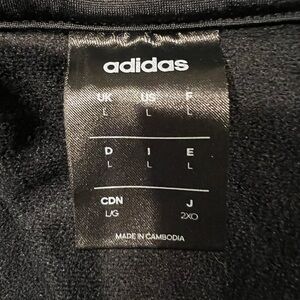 adidas
UK US F
L L L
D I E
L L L
CDN J
L/G 2XO
MADE IN CAMBODIA